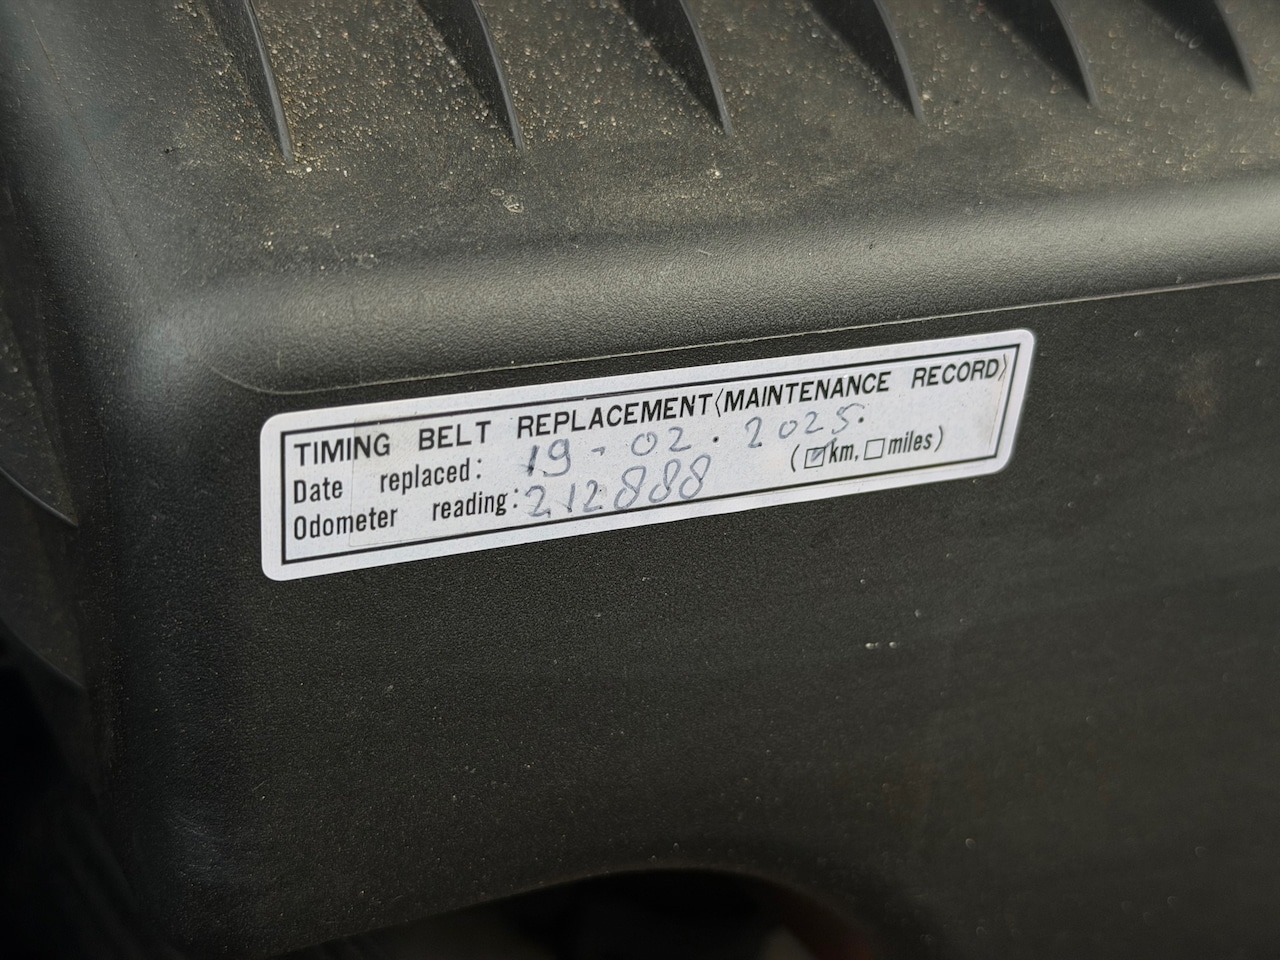 TIMING BELT REPLACEMENT (MAINTENANCE RECORD)
Date replaced: 19-02.2025.
Odometer reading: 212888 (☑km, ☐miles)